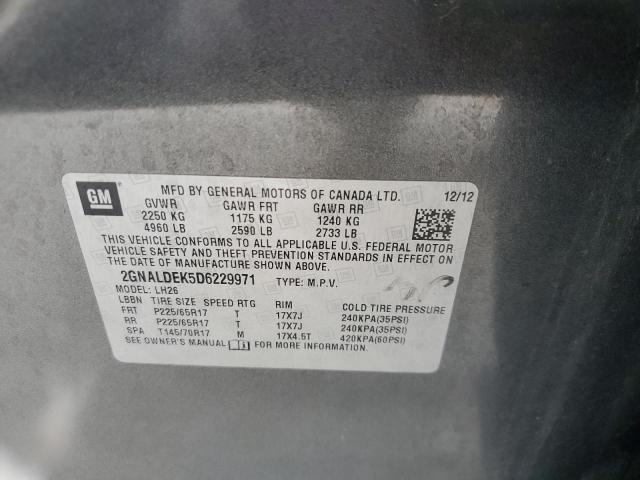 GM
MFD BY GENERAL MOTORS OF CANADA LTD. 12/12
GVWR GAWR FRT GAWR RR
2250 KG 1175 KG 1240 KG
4960 LB 2590 LB 2733 LB
THIS VEHICLE CONFORMS TO ALL APPLICABLE U.S. FEDERAL MOTOR
VEHICLE SAFETY AND THEFT PREVENTION STANDARDS IN EFFECT ON
THE DATE OF MANUFACTURE SHOWN ABOVE.
2GNALDEK5D6229971 TYPE: M.P.V.
MODEL: LH26
LBBN TIRE SIZE SPEED RTG RIM COLD TIRE PRESSURE
FRT P225/65R17 T 17X7J 240KPA(35PSI)
RR P225/65R17 T 17X7J 240KPA(35PSI)
SPA T145/70R17 M 17X4.5T 420KPA(60PSI)
SEE OWNER'S MANUAL FOR MORE INFORMATION.